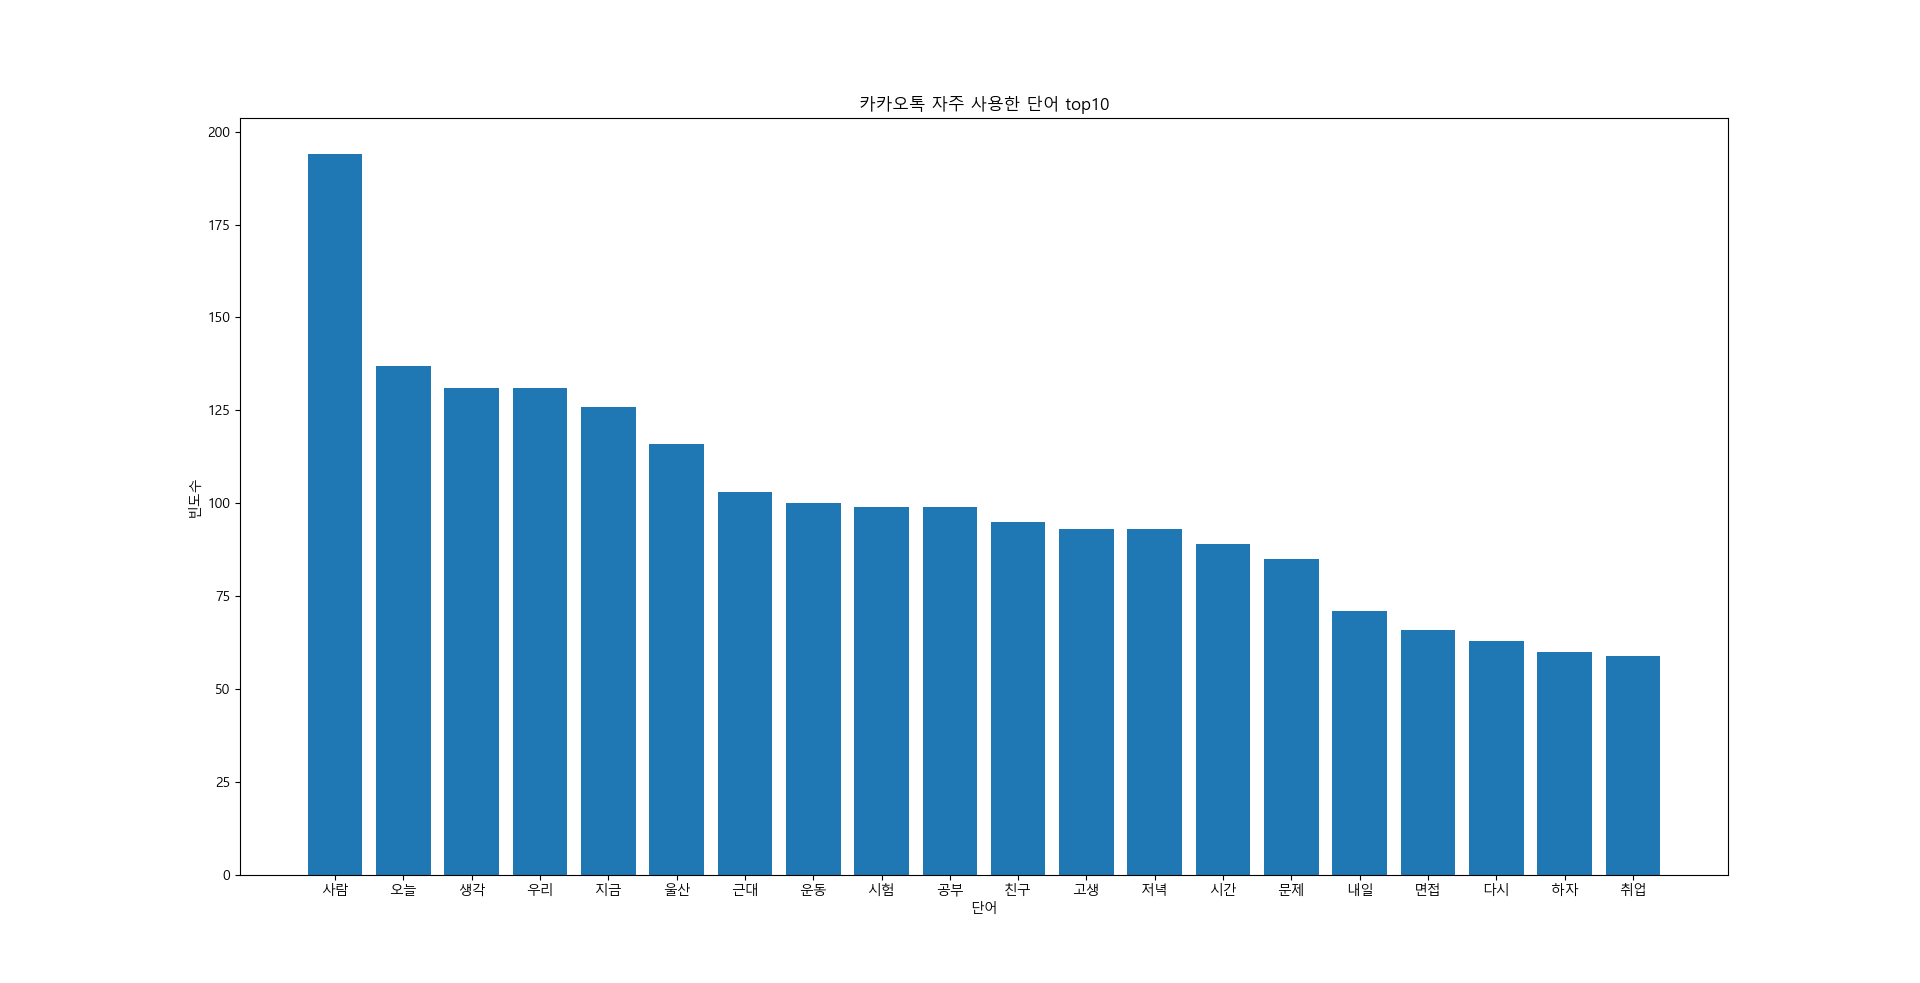 카카오톡 자주 사용한 단어 top10
200
175
150
125
100
75
50
25
0
빈도수
사람 오늘 생각 우리 지금 울산 근대 운동 시험 공부 친구 고생 저녁 시간 문제 내일 면접 다시 하자 취업
단어